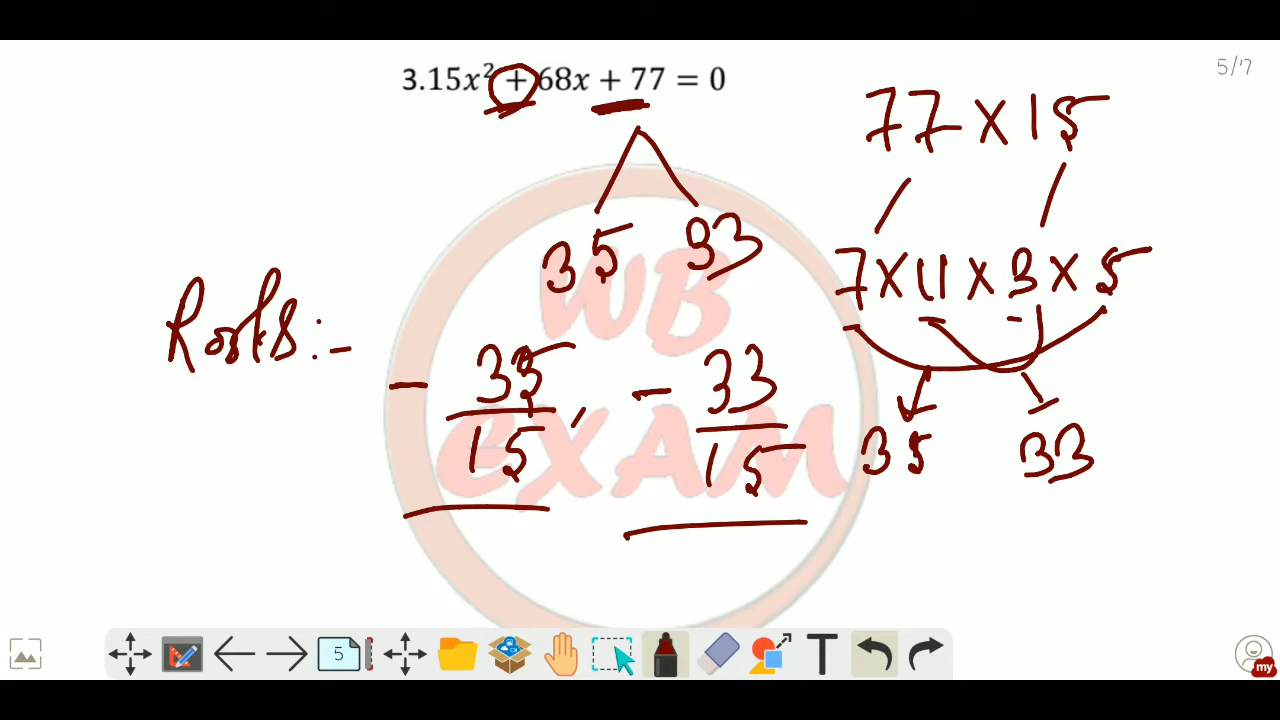 3.15x² + 68x + 77 = 0
5/7
77 × 15
35 33
7 × 11 × 3 × 5
Roots :-
- 35/15 , - 33/15
35 33
WB
EXAM
5
my